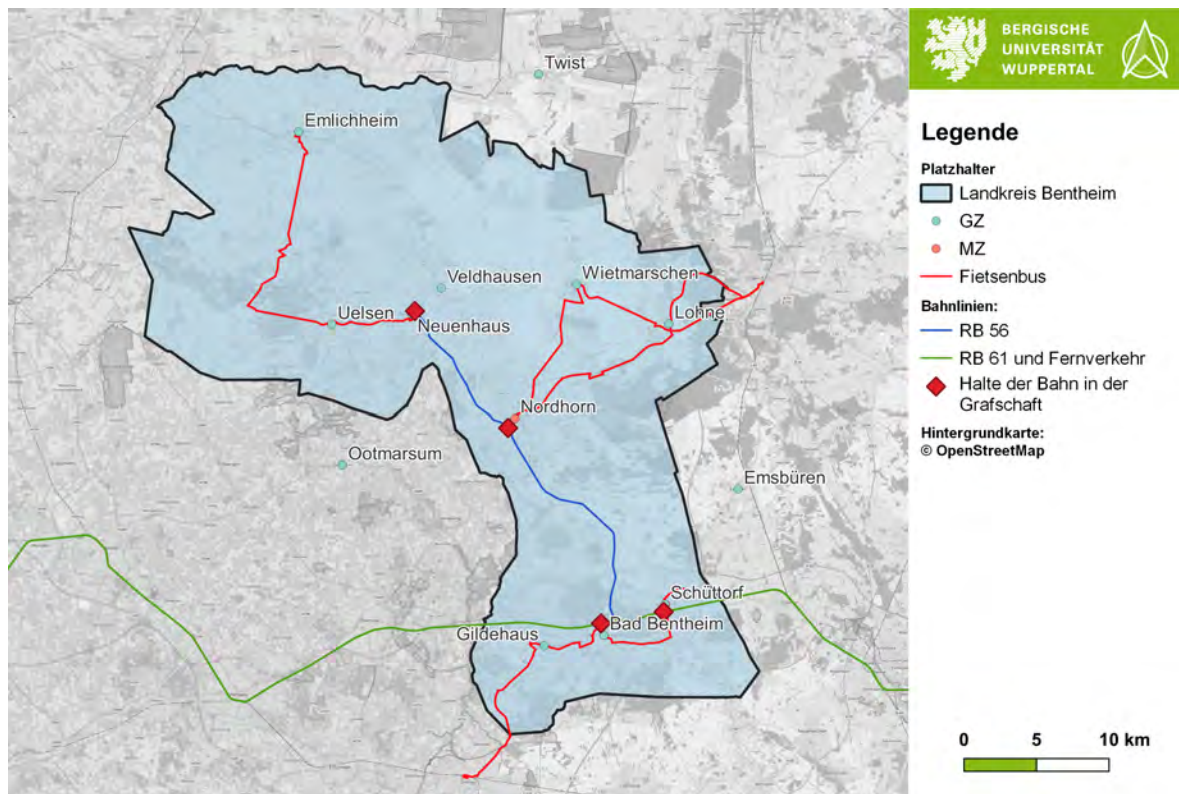 Twist
Emlichheim
Veldhausen
Wietmarschen
Uelsen
Neuenhaus
Lohne
Nordhorn
Ootmarsum
Emsbüren
Schüttorf
Bad Bentheim
Gildehaus
BERGISCHE
UNIVERSITÄT
WUPPERTAL
Legende
Platzhalter
Landkreis Bentheim
GZ
MZ
Fietsenbus
Bahnlinien:
RB 56
RB 61 und Fernverkehr
Halte der Bahn in der
Grafschaft
Hintergrundkarte:
© OpenStreetMap
0 5 10 km